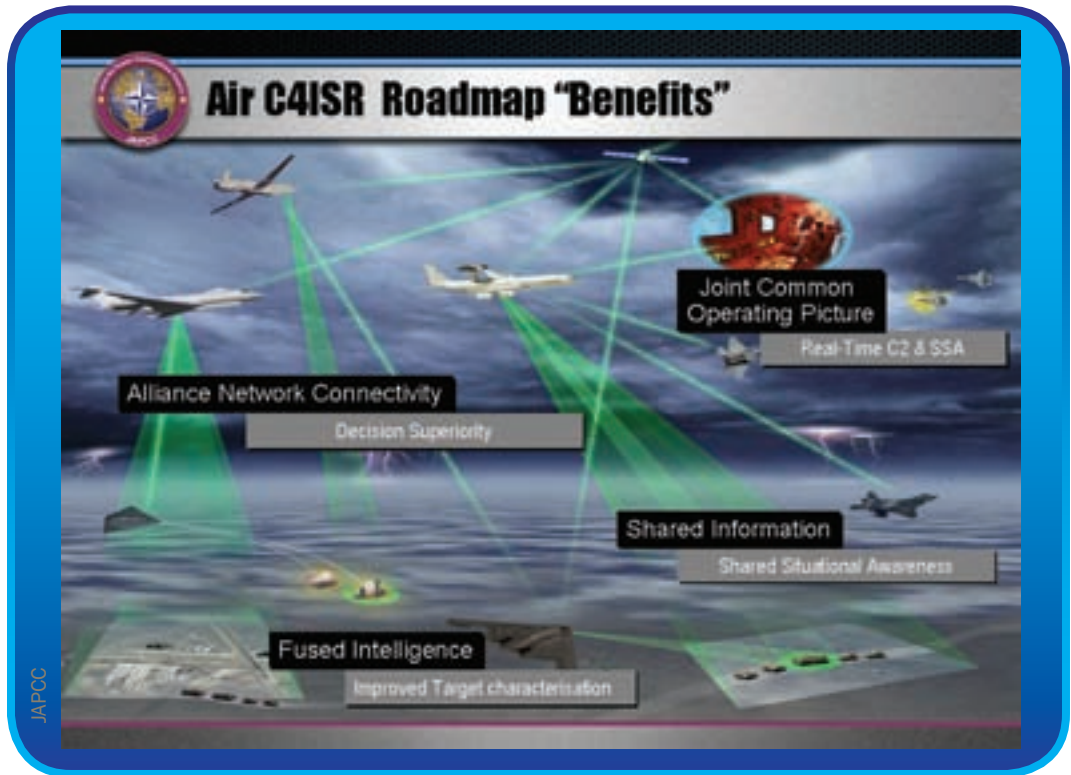 Air C4ISR Roadmap “Benefits”
JAPCC
Joint Common
Operating Picture
Real-Time C2 & SSA
Alliance Network Connectivity
Decision Superiority
Shared Information
Shared Situational Awareness
Fused Intelligence
Improved Target characterisation
JAPCC